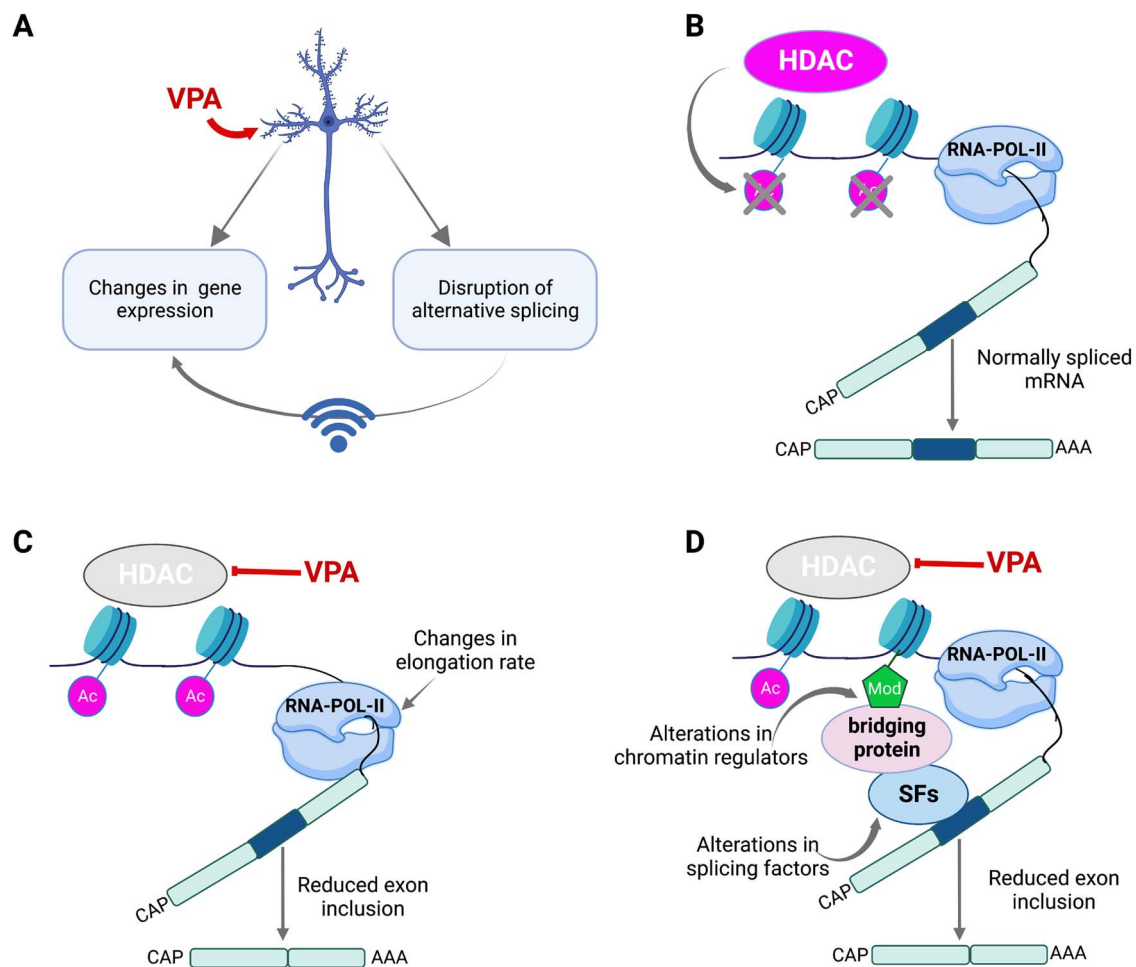 A
VPA
Changes in gene
expression
Disruption of
alternative splicing
B
HDAC
RNA-POL-II
CAP
Normally spliced
mRNA
CAP
AAA
C
HDAC
VPA
Ac
Ac
Changes in
elongation rate
RNA-POL-II
CAP
Reduced exon
inclusion
CAP
AAA
D
HDAC
VPA
RNA-POL-II
Ac
Mod
Alterations in
chromatin regulators
bridging
protein
SFs
Alterations in
splicing factors
CAP
Reduced exon
inclusion
CAP
AAA